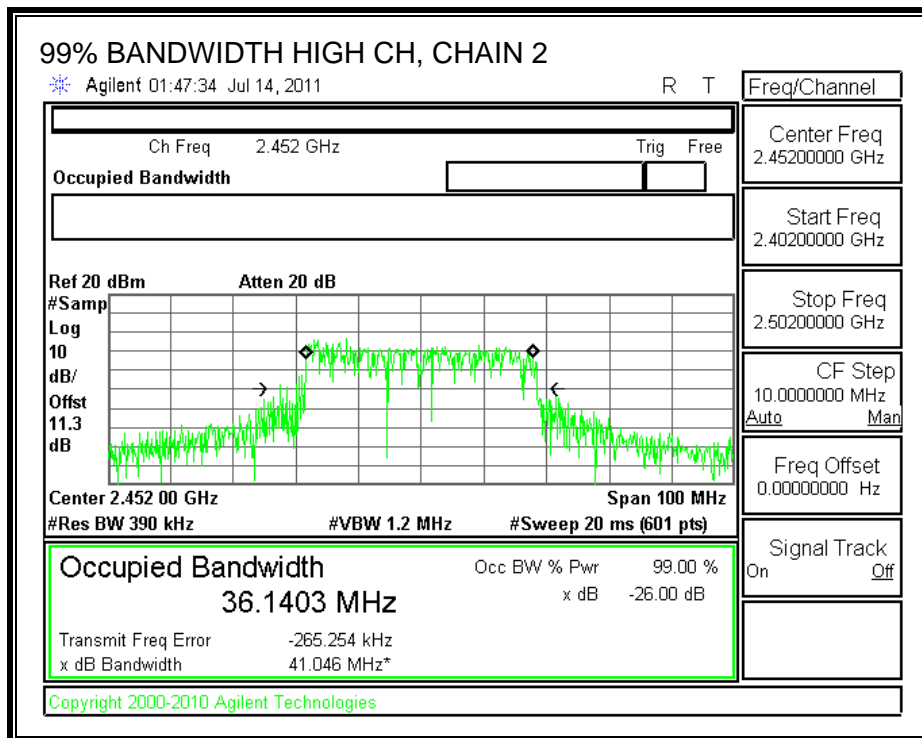 99% BANDWIDTH HIGH CH, CHAIN 2
Agilent 01:47:34 Jul 14, 2011 R T
Ch Freq 2.452 GHz Trig Free
Occupied Bandwidth
Ref 20 dBm Atten 20 dB
#Samp
Log
10
dB/
Offst
11.3
dB
Center 2.452 00 GHz Span 100 MHz
#Res BW 390 kHz #VBW 1.2 MHz #Sweep 20 ms (601 pts)
Occupied Bandwidth Occ BW % Pwr 99.00 %
36.1403 MHz x dB -26.00 dB
Transmit Freq Error -265.254 kHz
x dB Bandwidth 41.046 MHz*
Copyright 2000-2010 Agilent Technologies
Freq/Channel
Center Freq
2.45200000 GHz
Start Freq
2.40200000 GHz
Stop Freq
2.50200000 GHz
CF Step
10.0000000 MHz
Auto Man
Freq Offset
0.00000000 Hz
Signal Track
On Off